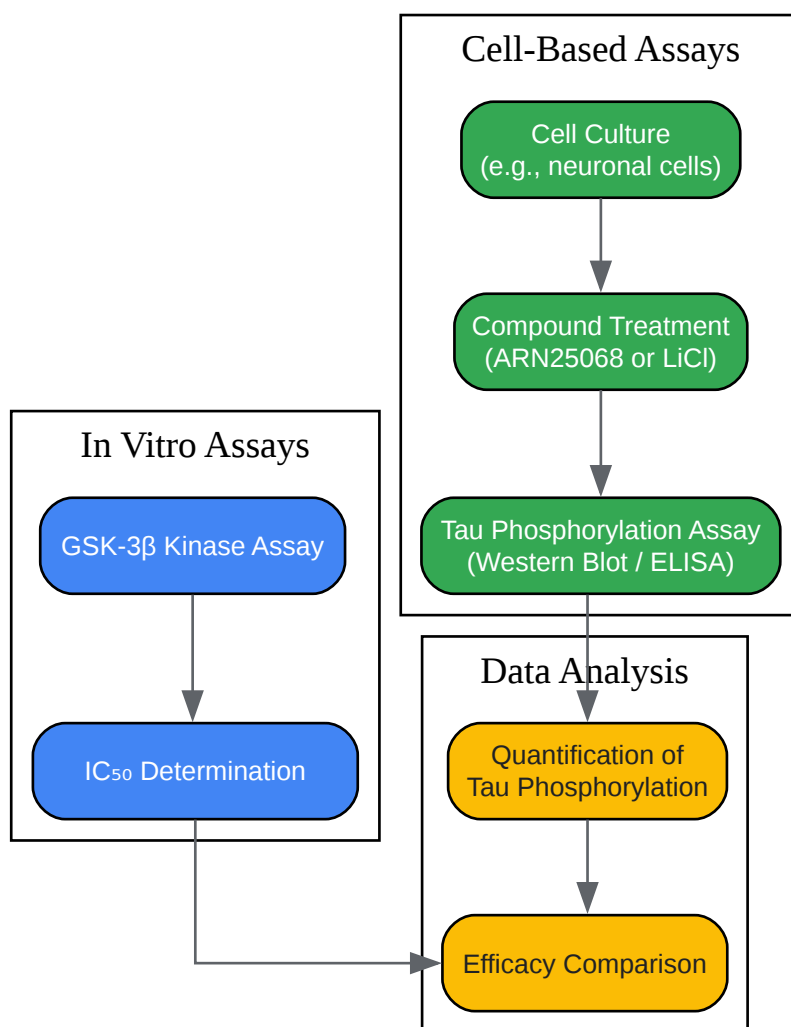 Cell-Based Assays
Cell Culture
(e.g., neuronal cells)
Compound Treatment
(ARN25068 or LiCl)
Tau Phosphorylation Assay
(Western Blot / ELISA)
In Vitro Assays
GSK-3β Kinase Assay
IC₅₀ Determination
Data Analysis
Quantification of
Tau Phosphorylation
Efficacy Comparison